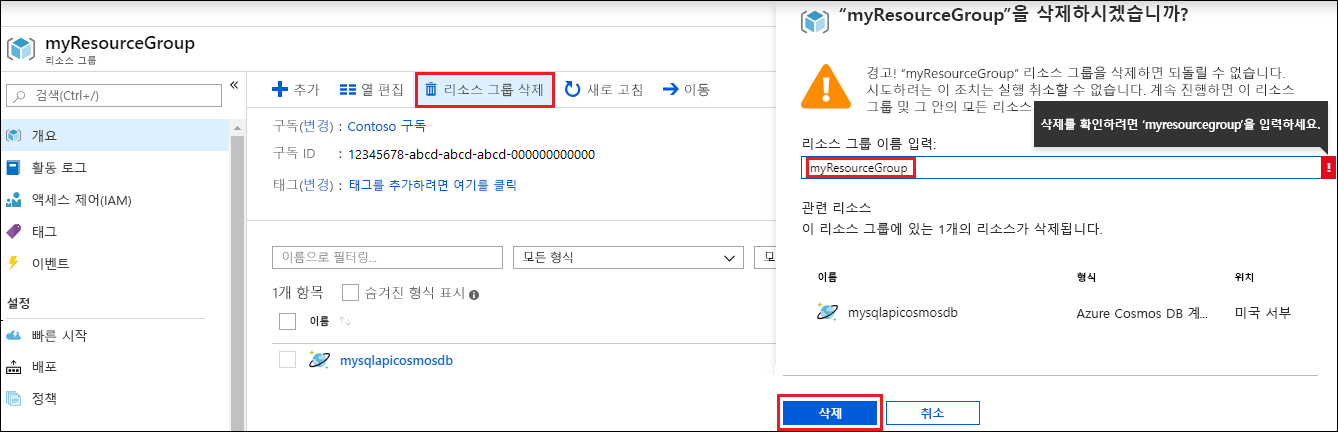 myResourceGroup
리소스 그룹
검색(Ctrl+/)
개요
활동 로그
액세스 제어(IAM)
태그
이벤트
설정
빠른 시작
배포
정책
추가 열 편집 리소스 그룹 삭제 새로 고침 이동
구독(변경) : Contoso 구독
구독 ID : 12345678-abcd-abcd-abcd-000000000000
태그(변경) : 태그를 추가하려면 여기를 클릭
이름으로 필터링... 모든 형식 모
1개 항목 숨겨진 형식 표시
이름
mysqlapicosmosdb
“myResourceGroup”을 삭제하시겠습니까?
경고! “myResourceGroup” 리소스 그룹을 삭제하면 되돌릴 수 없습니다.
시도하려는 이 조치는 실행 취소할 수 없습니다. 계속 진행하면 이 리소스
그룹 및 그 안의 모든 리소스
삭제를 확인하려면 ‘myresourcegroup’을 입력하세요.
리소스 그룹 이름 입력:
myResourceGroup
관련 리소스
이 리소스 그룹에 있는 1개의 리소스가 삭제됩니다.
이름 형식 위치
mysqlapicosmosdb Azure Cosmos DB 계... 미국 서부
삭제 취소